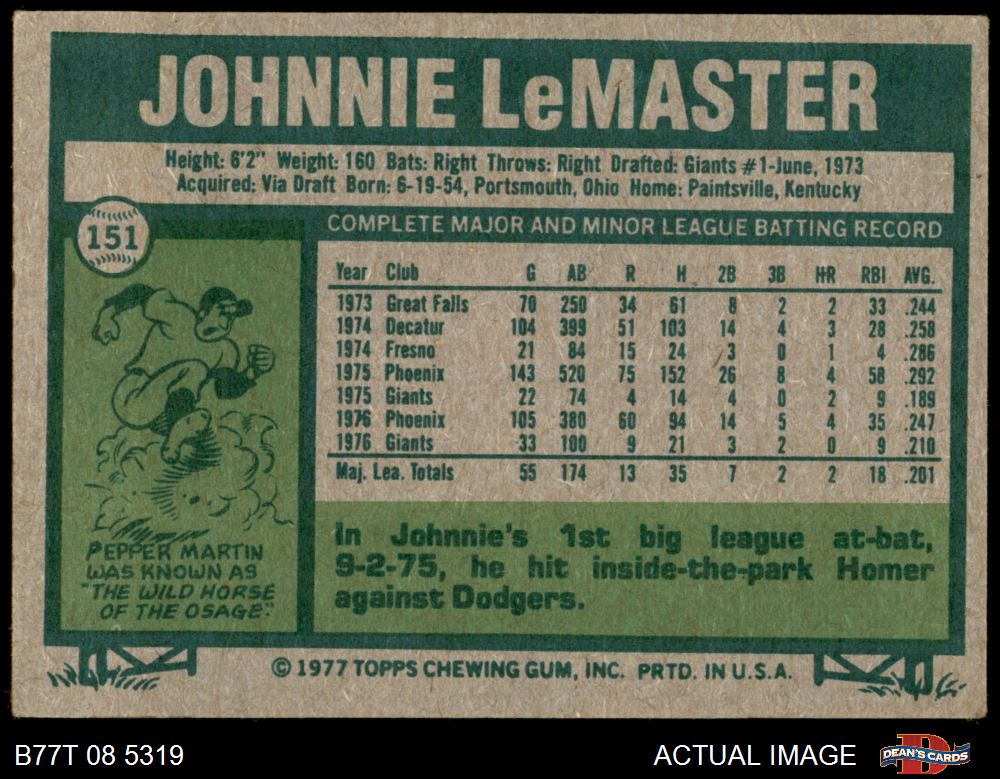 JOHNNIE LeMASTER
Height: 6'2" Weight: 160 Bats: Right Throws: Right Drafted: Giants #1-June, 1973
Acquired: Via Draft Born: 6-19-54, Portsmouth, Ohio Home: Paintsville, Kentucky
151
COMPLETE MAJOR AND MINOR LEAGUE BATTING RECORD
Year Club G AB R H 2B 3B HR RBI AVG.
1973 Great Falls 70 250 34 61 8 2 2 33 .244
1974 Decatur 104 399 51 103 14 4 3 28 .258
1974 Fresno 21 84 15 24 3 0 1 4 .286
1975 Phoenix 143 520 75 152 26 8 4 58 .292
1975 Giants 22 74 4 14 4 0 2 9 .189
1976 Phoenix 105 380 60 94 14 5 4 35 .247
1976 Giants 33 100 9 21 3 2 0 9 .210
Maj. Lea. Totals 55 174 13 35 7 2 2 18 .201
PEPPER MARTIN
WAS KNOWN AS
"THE WILD HORSE
OF THE OSAGE."
In Johnnie's 1st big league at-bat,
9-2-75, he hit inside-the-park Homer
against Dodgers.
© 1977 TOPPS CHEWING GUM, INC. PRTD. IN U.S.A.
B77T 08 5319
ACTUAL IMAGE
D
DEAN'S CARDS